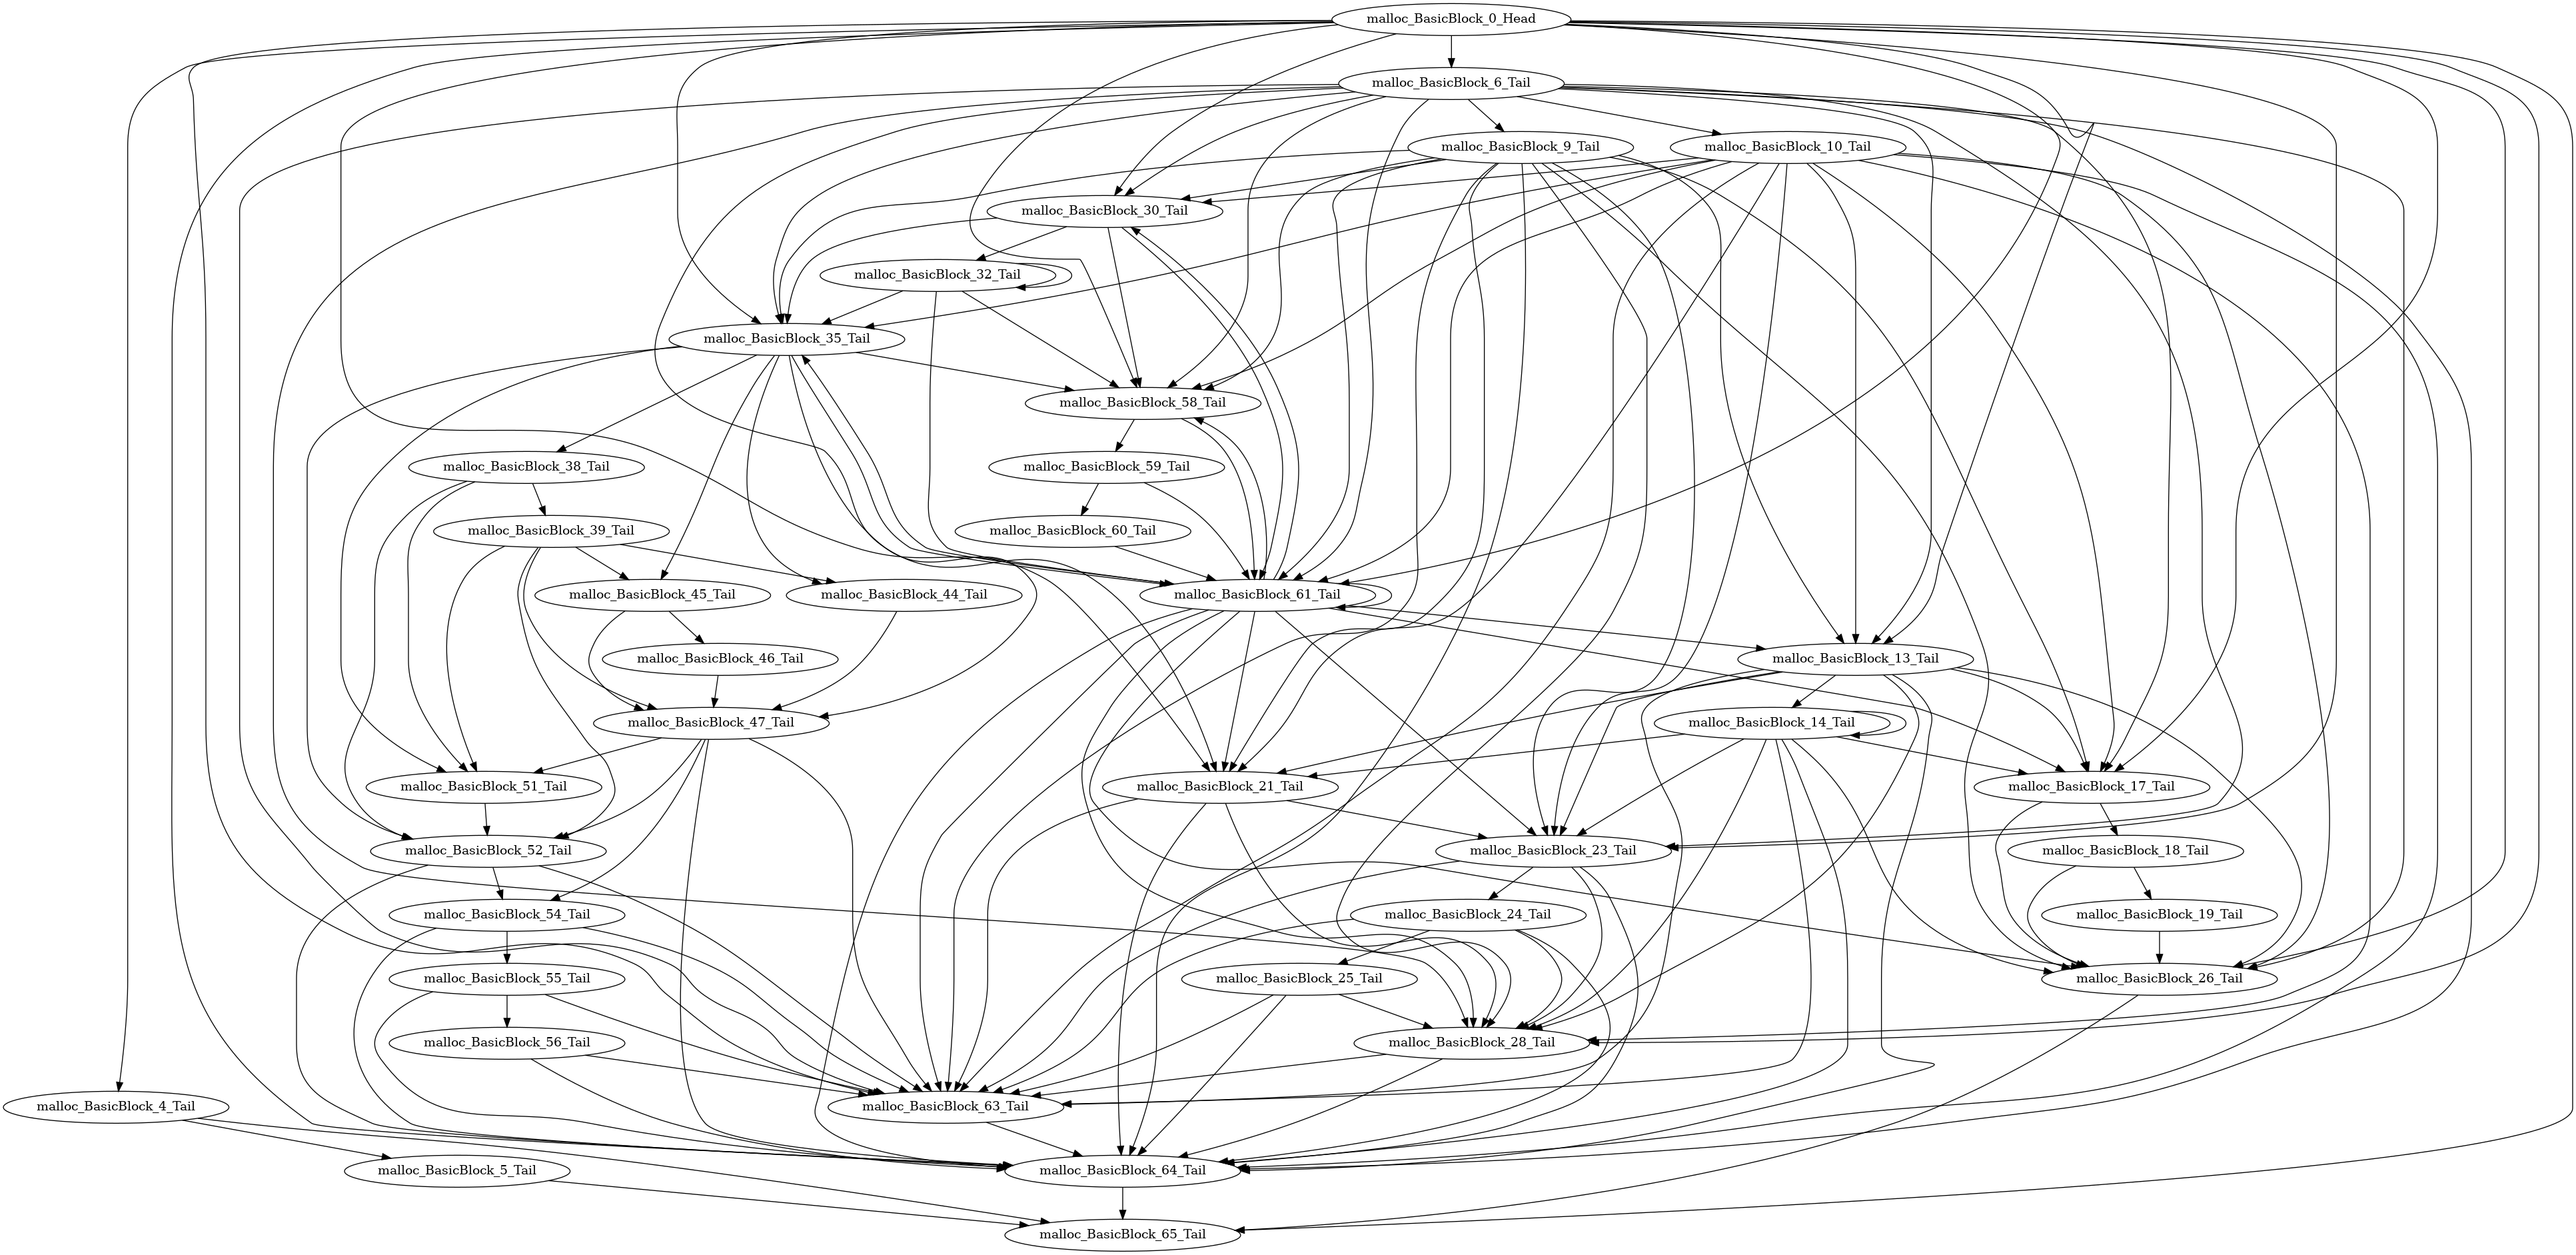 malloc_BasicBlock_0_Head
malloc_BasicBlock_6_Tail
malloc_BasicBlock_9_Tail
malloc_BasicBlock_10_Tail
malloc_BasicBlock_30_Tail
malloc_BasicBlock_32_Tail
malloc_BasicBlock_35_Tail
malloc_BasicBlock_58_Tail
malloc_BasicBlock_38_Tail
malloc_BasicBlock_59_Tail
malloc_BasicBlock_39_Tail
malloc_BasicBlock_60_Tail
malloc_BasicBlock_45_Tail
malloc_BasicBlock_44_Tail
malloc_BasicBlock_61_Tail
malloc_BasicBlock_46_Tail
malloc_BasicBlock_13_Tail
malloc_BasicBlock_47_Tail
malloc_BasicBlock_14_Tail
malloc_BasicBlock_51_Tail
malloc_BasicBlock_21_Tail
malloc_BasicBlock_17_Tail
malloc_BasicBlock_52_Tail
malloc_BasicBlock_23_Tail
malloc_BasicBlock_18_Tail
malloc_BasicBlock_54_Tail
malloc_BasicBlock_24_Tail
malloc_BasicBlock_19_Tail
malloc_BasicBlock_55_Tail
malloc_BasicBlock_25_Tail
malloc_BasicBlock_26_Tail
malloc_BasicBlock_56_Tail
malloc_BasicBlock_28_Tail
malloc_BasicBlock_4_Tail
malloc_BasicBlock_63_Tail
malloc_BasicBlock_5_Tail
malloc_BasicBlock_64_Tail
malloc_BasicBlock_65_Tail